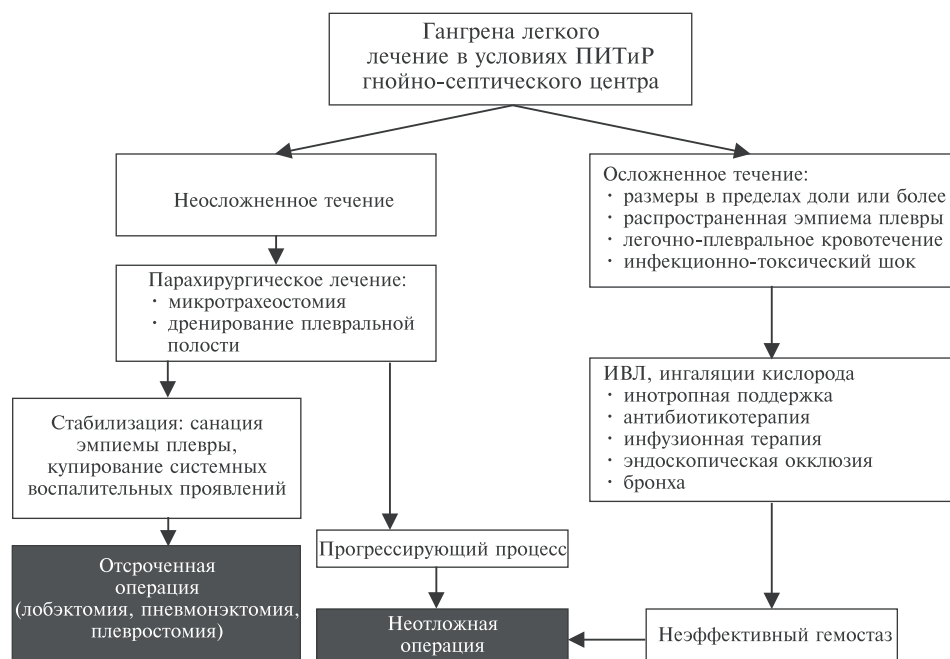 Гангрена легкого
лечение в условиях ПИТиР
гнойно-септического центра
Неосложненное течение
Осложненное течение:
· размеры в пределах доли или более
· распространенная эмпиема плевры
· легочно-плевральное кровотечение
· инфекционно-токсический шок
Парахирургическое лечение:
· микротрахеостомия
· дренирование плевральной
полости
ИВЛ, ингаляции кислорода
· инотропная поддержка
· антибиотикотерапия
· инфузионная терапия
· эндоскопическая окклюзия
· бронха
Стабилизация: санация
эмпиемы плевры,
купирование системных
воспалительных проявлений
Прогрессирующий процесс
Отсроченная
операция
(лобэктомия, пневмонэктомия,
плевростомия)
Неотложная
операция
Неэффективный гемостаз